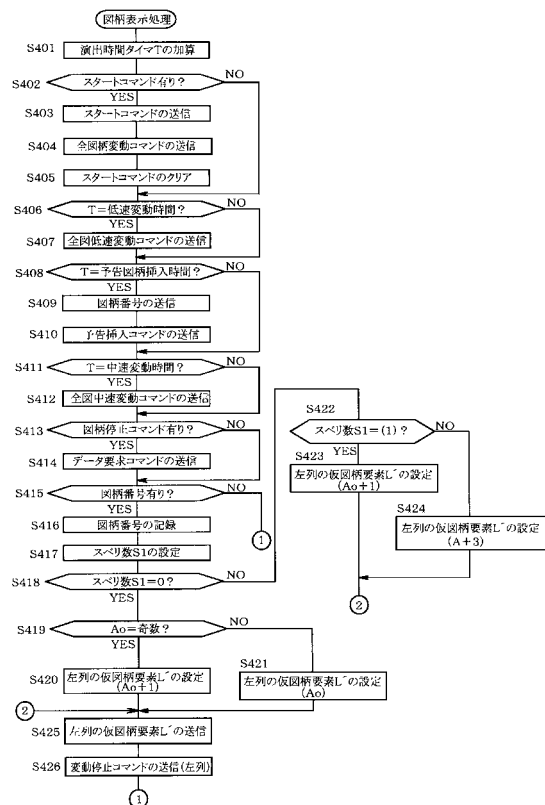 図柄表示処理
S401 演出時間タイマTの加算
S402 スタートコマンド有り? NO
YES
S403 スタートコマンドの送信
S404 全図柄変動コマンドの送信
S405 スタートコマンドのクリア
S406 T=低速変動時間? NO
YES
S407 全図低速変動コマンドの送信
S408 T=予告図柄挿入時間? NO
YES
S409 図柄番号の送信
S410 予告挿入コマンドの送信
S411 T=中速変動時間? NO
YES
S412 全図中速変動コマンドの送信
S413 図柄停止コマンド有り? NO
YES
S414 データ要求コマンドの送信
S415 図柄番号有り? NO
YES
1
S416 図柄番号の記録
S417 スベリ数S1の設定
S418 スベリ数S1=0? NO
YES
S419 Ao=奇数? NO
YES
S420 左列の仮図柄要素L´の設定
(Ao+1)
S421
左列の仮図柄要素L´の設定
(Ao)
2
S425 左列の仮図柄要素L´の送信
S426 変動停止コマンドの送信(左列)
1
S422
スベリ数S1=(1)? NO
YES
S423
左列の仮図柄要素L´の設定
(Ao+1)
S424
左列の仮図柄要素L´の設定
(A+3)
2